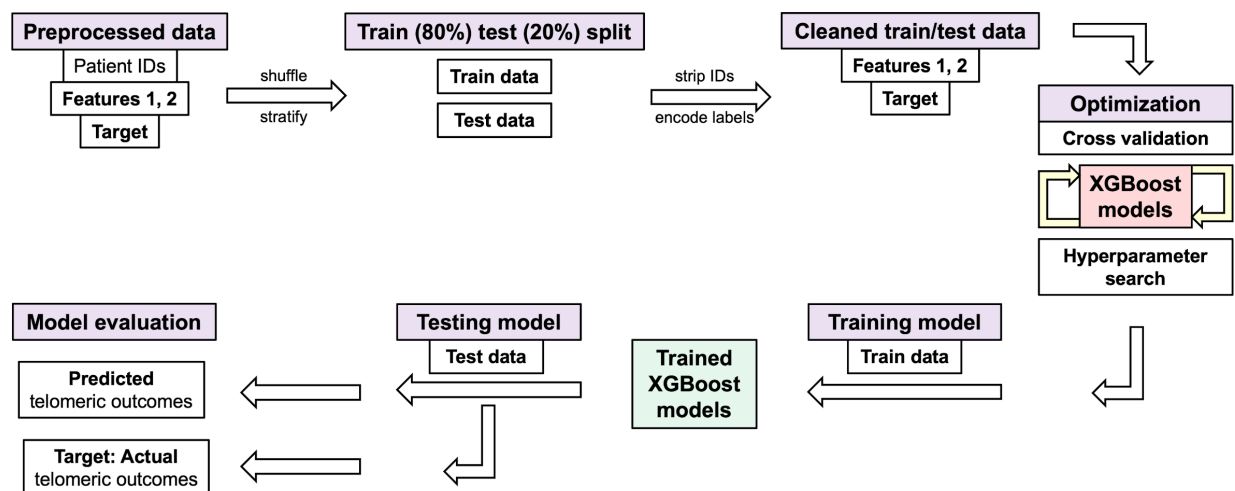 Preprocessed data
Patient IDs
Features 1, 2
Target
shuffle
stratify
Train (80%) test (20%) split
Train data
Test data
strip IDs
encode labels
Cleaned train/test data
Features 1, 2
Target
Optimization
Cross validation
XGBoost
models
Hyperparameter
search
Training model
Train data
Trained
XGBoost
models
Testing model
Test data
Model evaluation
Predicted
telomeric outcomes
Target: Actual
telomeric outcomes